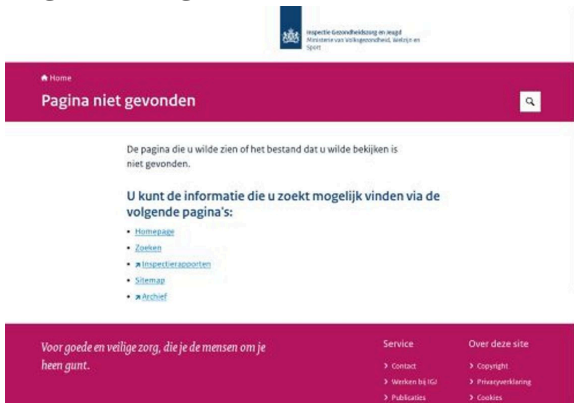 Inspectie Gezondheidszorg en Jeugd
Ministerie van Volksgezondheid, Welzijn en
Sport
Home
Pagina niet gevonden
De pagina die u wilde zien of het bestand dat u wilde bekijken is
niet gevonden.
U kunt de informatie die u zoekt mogelijk vinden via de
volgende pagina's:
Homepage
Zoeken
Inspectierapporten
Sitemap
Archief
Voor goede en veilige zorg, die je de mensen om je
heen gunt.
Service
Contact
Werken bij IGJ
Publicaties
Over deze site
Copyright
Privacyverklaring
Cookies